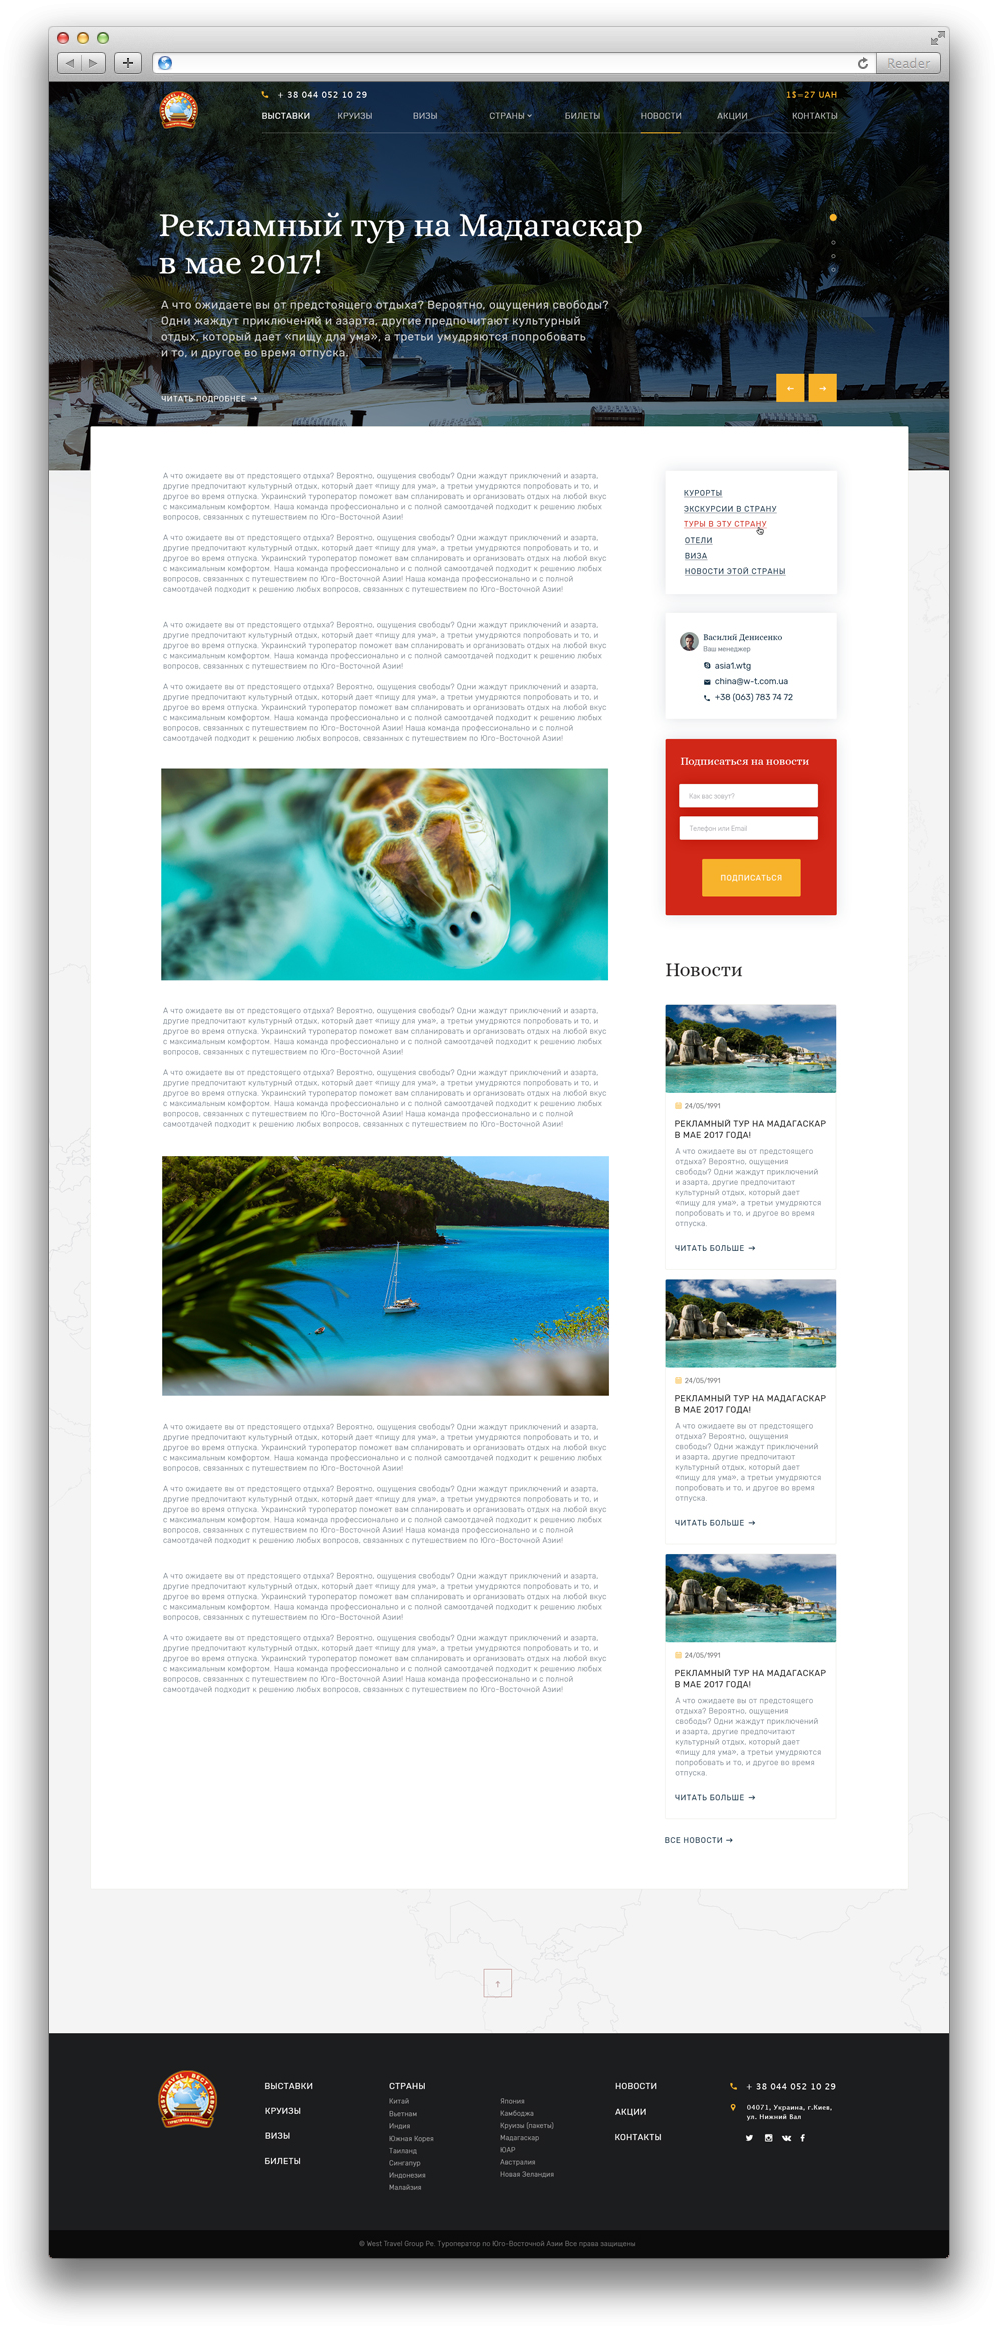 Reader
+ 38 044 052 10 29
1$=27 UAH
ВЫСТАВКИ
КРУИЗЫ
ВИЗЫ
СТРАНЫ
БИЛЕТЫ
НОВОСТИ
АКЦИИ
КОНТАКТЫ
Рекламный тур на Мадагаскар
в мае 2017!
А что ожидаете вы от предстоящего отдыха? Вероятно, ощущения свободы?
Одни жаждут приключений и азарта, другие предпочитают культурный
отдых, который дает «пищу для ума», а третьи умудряются попробовать
и то, и другое во время отпуска.
ЧИТАТЬ ПОДРОБНЕЕ →
← →
А что ожидаете вы от предстоящего отдыха? Вероятно, ощущения свободы? Одни жаждут приключений и азарта,
другие предпочитают культурный отдых, который дает «пищу для ума», а третьи умудряются попробовать и то, и
другое во время отпуска. Украинский туроператор поможет вам спланировать и организовать отдых на любой вкус
с максимальным комфортом. Наша команда профессионально и с полной самоотдачей подходит к решению любых
вопросов, связанных с путешествием по Юго-Восточной Азии!
А что ожидаете вы от предстоящего отдыха? Вероятно, ощущения свободы? Одни жаждут приключений и азарта,
другие предпочитают культурный отдых, который дает «пищу для ума», а третьи умудряются попробовать и то, и
другое во время отпуска. Украинский туроператор поможет вам спланировать и организовать отдых на любой вкус
с максимальным комфортом. Наша команда профессионально и с полной самоотдачей подходит к решению любых
вопросов, связанных с путешествием по Юго-Восточной Азии! Наша команда профессионально и с полной
самоотдачей подходит к решению любых вопросов, связанных с путешествием по Юго-Восточной Азии!
А что ожидаете вы от предстоящего отдыха? Вероятно, ощущения свободы? Одни жаждут приключений и азарта,
другие предпочитают культурный отдых, который дает «пищу для ума», а третьи умудряются попробовать и то, и
другое во время отпуска. Украинский туроператор поможет вам спланировать и организовать отдых на любой вкус
с максимальным комфортом. Наша команда профессионально и с полной самоотдачей подходит к решению любых
вопросов, связанных с путешествием по Юго-Восточной Азии!
А что ожидаете вы от предстоящего отдыха? Вероятно, ощущения свободы? Одни жаждут приключений и азарта,
другие предпочитают культурный отдых, который дает «пищу для ума», а третьи умудряются попробовать и то, и
другое во время отпуска. Украинский туроператор поможет вам спланировать и организовать отдых на любой вкус
с максимальным комфортом. Наша команда профессионально и с полной самоотдачей подходит к решению любых
вопросов, связанных с путешествием по Юго-Восточной Азии! Наша команда профессионально и с полной
самоотдачей подходит к решению любых вопросов, связанных с путешествием по Юго-Восточной Азии!
А что ожидаете вы от предстоящего отдыха? Вероятно, ощущения свободы? Одни жаждут приключений и азарта,
другие предпочитают культурный отдых, который дает «пищу для ума», а третьи умудряются попробовать и то, и
другое во время отпуска. Украинский туроператор поможет вам спланировать и организовать отдых на любой вкус
с максимальным комфортом. Наша команда профессионально и с полной самоотдачей подходит к решению любых
вопросов, связанных с путешествием по Юго-Восточной Азии!
А что ожидаете вы от предстоящего отдыха? Вероятно, ощущения свободы? Одни жаждут приключений и азарта,
другие предпочитают культурный отдых, который дает «пищу для ума», а третьи умудряются попробовать и то, и
другое во время отпуска. Украинский туроператор поможет вам спланировать и организовать отдых на любой вкус
с максимальным комфортом. Наша команда профессионально и с полной самоотдачей подходит к решению любых
вопросов, связанных с путешествием по Юго-Восточной Азии! Наша команда профессионально и с полной
самоотдачей подходит к решению любых вопросов, связанных с путешествием по Юго-Восточной Азии!
А что ожидаете вы от предстоящего отдыха? Вероятно, ощущения свободы? Одни жаждут приключений и азарта,
другие предпочитают культурный отдых, который дает «пищу для ума», а третьи умудряются попробовать и то, и
другое во время отпуска. Украинский туроператор поможет вам спланировать и организовать отдых на любой вкус
с максимальным комфортом. Наша команда профессионально и с полной самоотдачей подходит к решению любых
вопросов, связанных с путешествием по Юго-Восточной Азии!
А что ожидаете вы от предстоящего отдыха? Вероятно, ощущения свободы? Одни жаждут приключений и азарта,
другие предпочитают культурный отдых, который дает «пищу для ума», а третьи умудряются попробовать и то, и
другое во время отпуска. Украинский туроператор поможет вам спланировать и организовать отдых на любой вкус
с максимальным комфортом. Наша команда профессионально и с полной самоотдачей подходит к решению любых
вопросов, связанных с путешествием по Юго-Восточной Азии! Наша команда профессионально и с полной
самоотдачей подходит к решению любых вопросов, связанных с путешествием по Юго-Восточной Азии!
А что ожидаете вы от предстоящего отдыха? Вероятно, ощущения свободы? Одни жаждут приключений и азарта,
другие предпочитают культурный отдых, который дает «пищу для ума», а третьи умудряются попробовать и то, и
другое во время отпуска. Украинский туроператор поможет вам спланировать и организовать отдых на любой вкус
с максимальным комфортом. Наша команда профессионально и с полной самоотдачей подходит к решению любых
вопросов, связанных с путешествием по Юго-Восточной Азии!
А что ожидаете вы от предстоящего отдыха? Вероятно, ощущения свободы? Одни жаждут приключений и азарта,
другие предпочитают культурный отдых, который дает «пищу для ума», а третьи умудряются попробовать и то, и
другое во время отпуска. Украинский туроператор поможет вам спланировать и организовать отдых на любой вкус
с максимальным комфортом. Наша команда профессионально и с полной самоотдачей подходит к решению любых
вопросов, связанных с путешествием по Юго-Восточной Азии! Наша команда профессионально и с полной
самоотдачей подходит к решению любых вопросов, связанных с путешествием по Юго-Восточной Азии!
КУРОРТЫ
ЭКСКУРСИИ В СТРАНУ
ТУРЫ В ЭТУ СТРАНУ
ОТЕЛИ
ВИЗА
НОВОСТИ ЭТОЙ СТРАНЫ
Василий Денисенко
Ваш менеджер
asia1.wtg
china@w-t.com.ua
+38 (063) 783 74 72
Подписаться на новости
Как вас зовут?
Телефон или Email
ПОДПИСАТЬСЯ
Новости
24/05/1991
РЕКЛАМНЫЙ ТУР НА МАДАГАСКАР
В МАЕ 2017 ГОДА!
А что ожидаете вы от предстоящего
отдыха? Вероятно, ощущения
свободы? Одни жаждут приключений
и азарта, другие предпочитают
культурный отдых, который дает
«пищу для ума», а третьи умудряются
попробовать и то, и другое во время
отпуска.
ЧИТАТЬ БОЛЬШЕ →
24/05/1991
РЕКЛАМНЫЙ ТУР НА МАДАГАСКАР
В МАЕ 2017 ГОДА!
А что ожидаете вы от предстоящего
отдыха? Вероятно, ощущения
свободы? Одни жаждут приключений
и азарта, другие предпочитают
культурный отдых, который дает
«пищу для ума», а третьи умудряются
попробовать и то, и другое во время
отпуска.
ЧИТАТЬ БОЛЬШЕ →
24/05/1991
РЕКЛАМНЫЙ ТУР НА МАДАГАСКАР
В МАЕ 2017 ГОДА!
А что ожидаете вы от предстоящего
отдыха? Вероятно, ощущения
свободы? Одни жаждут приключений
и азарта, другие предпочитают
культурный отдых, который дает
«пищу для ума», а третьи умудряются
попробовать и то, и другое во время
отпуска.
ЧИТАТЬ БОЛЬШЕ →
ВСЕ НОВОСТИ →
↑
WEST TRAVEL ВЕСТ ТРЕВЕЛ
ВЫСТАВКИ
КРУИЗЫ
ВИЗЫ
БИЛЕТЫ
СТРАНЫ
Китай
Вьетнам
Индия
Южная Корея
Таиланд
Сингапур
Индонезия
Малайзия
Япония
Камбоджа
Круизы (пакеты)
Мадагаскар
ЮАР
Австралия
Новая Зеландия
НОВОСТИ
АКЦИИ
КОНТАКТЫ
+ 38 044 052 10 29
04071, Украина, г.Киев,
ул. Нижний Вал
© West Travel Group Ре. Туроператор по Юго-Восточной Азии Все права защищены